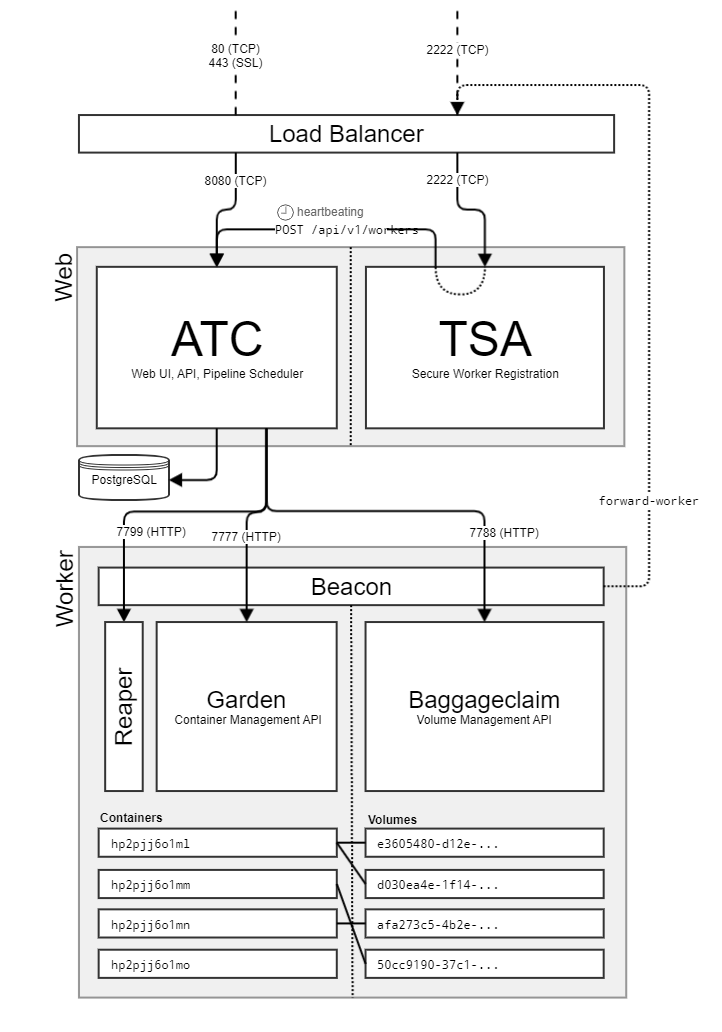 80 (TCP)
443 (SSL)
2222 (TCP)
Load Balancer
8080 (TCP)
2222 (TCP)
heartbeating
POST /api/v1/workers
Web
ATC
Web UI, API, Pipeline Scheduler
TSA
Secure Worker Registration
PostgreSQL
forward-worker
7799 (HTTP)
7777 (HTTP)
7788 (HTTP)
Worker
Beacon
Reaper
Garden
Container Management API
Baggageclaim
Volume Management API
Containers
Volumes
hp2pjj6o1ml
e3605480-d12e-...
hp2pjj6o1mm
d030ea4e-1f14-...
hp2pjj6o1mn
afa273c5-4b2e-...
hp2pjj6o1mo
50cc9190-37c1-...